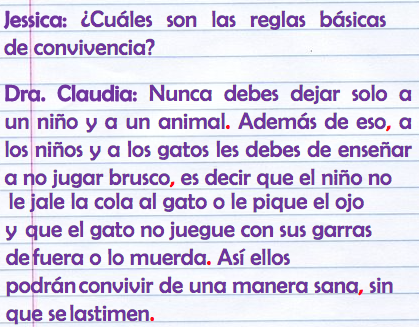 Jessica: ¿Cuáles son las reglas básicas
de convivencia?
Dra. Claudia: Nunca debes dejar solo a
un niño y a un animal. Además de eso, a
los niños y a los gatos les debes de enseñar
a no jugar brusco, es decir que el niño no
le jale la cola al gato o le pique el ojo
y que el gato no juegue con sus garras
de fuera o lo muerda. Así ellos
podrán convivir de una manera sana, sin
que se lastimen.